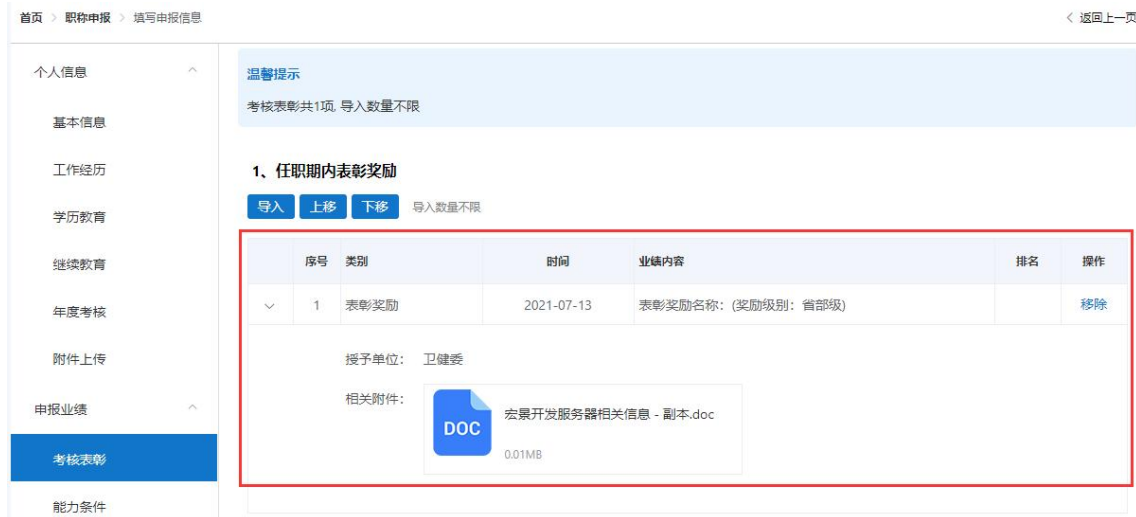 首页 > 职称申报 > 填写申报信息
< 返回上一页
个人信息
基本信息
工作经历
学历教育
继续教育
年度考核
附件上传
申报业绩
考核表彰
能力条件
温馨提示
考核表彰共1项, 导入数量不限
1、任职期内表彰奖励
导入 上移 下移 导入数量不限
序号 类别 时间 业绩内容 排名 操作
1 表彰奖励 2021-07-13 表彰奖励名称：(奖励级别：省部级) 移除
授予单位： 卫健委
相关附件：
DOC
宏景开发服务器相关信息 - 副本.doc
0.01MB